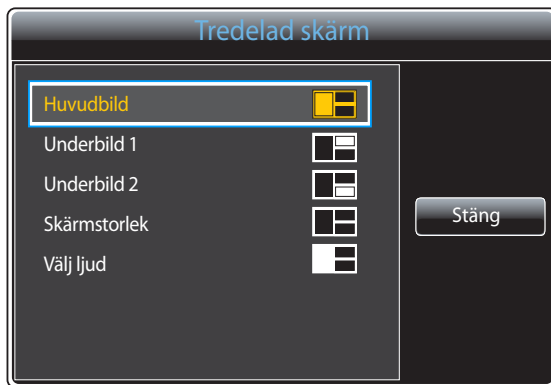 Tredelad skärm
Huvudbild
Underbild 1
Underbild 2
Skärmstorlek
Välj ljud
Stäng